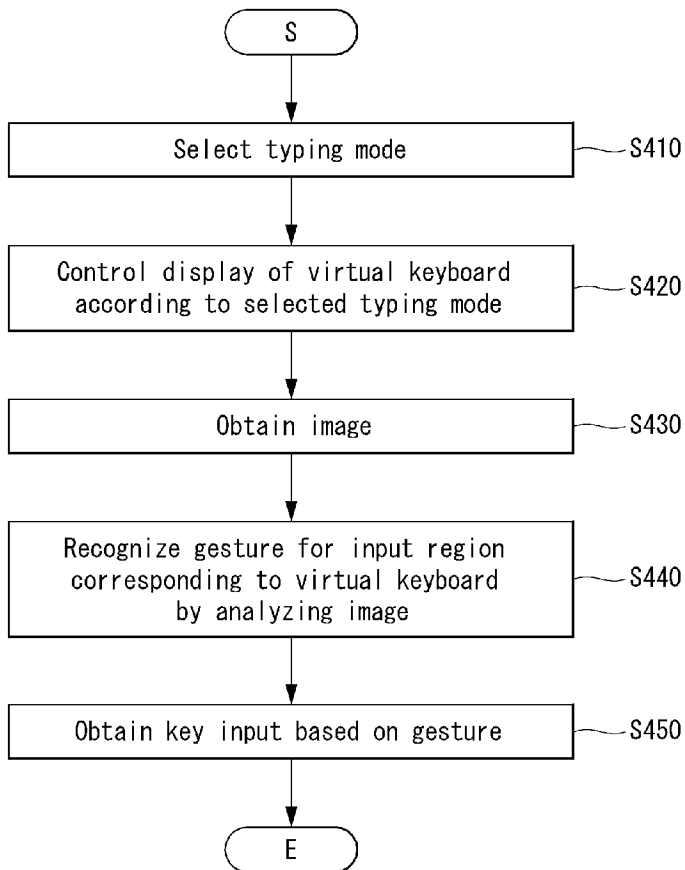 S
Select typing mode
S410
Control display of virtual keyboard
according to selected typing mode
S420
Obtain image
S430
Recognize gesture for input region
corresponding to virtual keyboard
by analyzing image
S440
Obtain key input based on gesture
S450
E